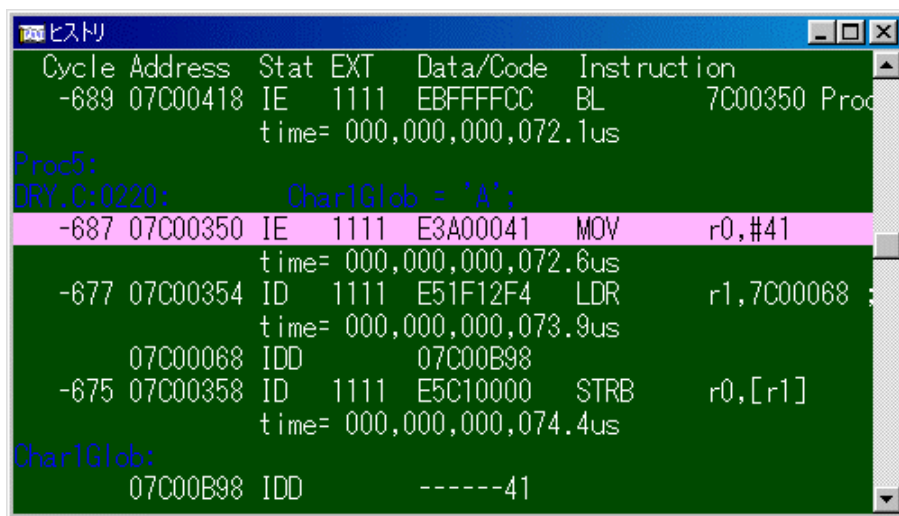 ヒストリ
Cycle Address Stat EXT Data/Code Instruction
-689 07C00418 IE 1111 EBFFFFCC BL 7C00350 Proc
time= 000,000,000,072.1us
Proc5:
DRY.C:0220: Char1Glob = 'A';
-687 07C00350 IE 1111 E3A00041 MOV r0,#41
time= 000,000,000,072.6us
-677 07C00354 ID 1111 E51F12F4 LDR r1,7C00068 ;
time= 000,000,000,073.9us
07C00068 IDD 07C00B98
-675 07C00358 ID 1111 E5C10000 STRB r0,[r1]
time= 000,000,000,074.4us
Char1Glob:
07C00B98 IDD ------41